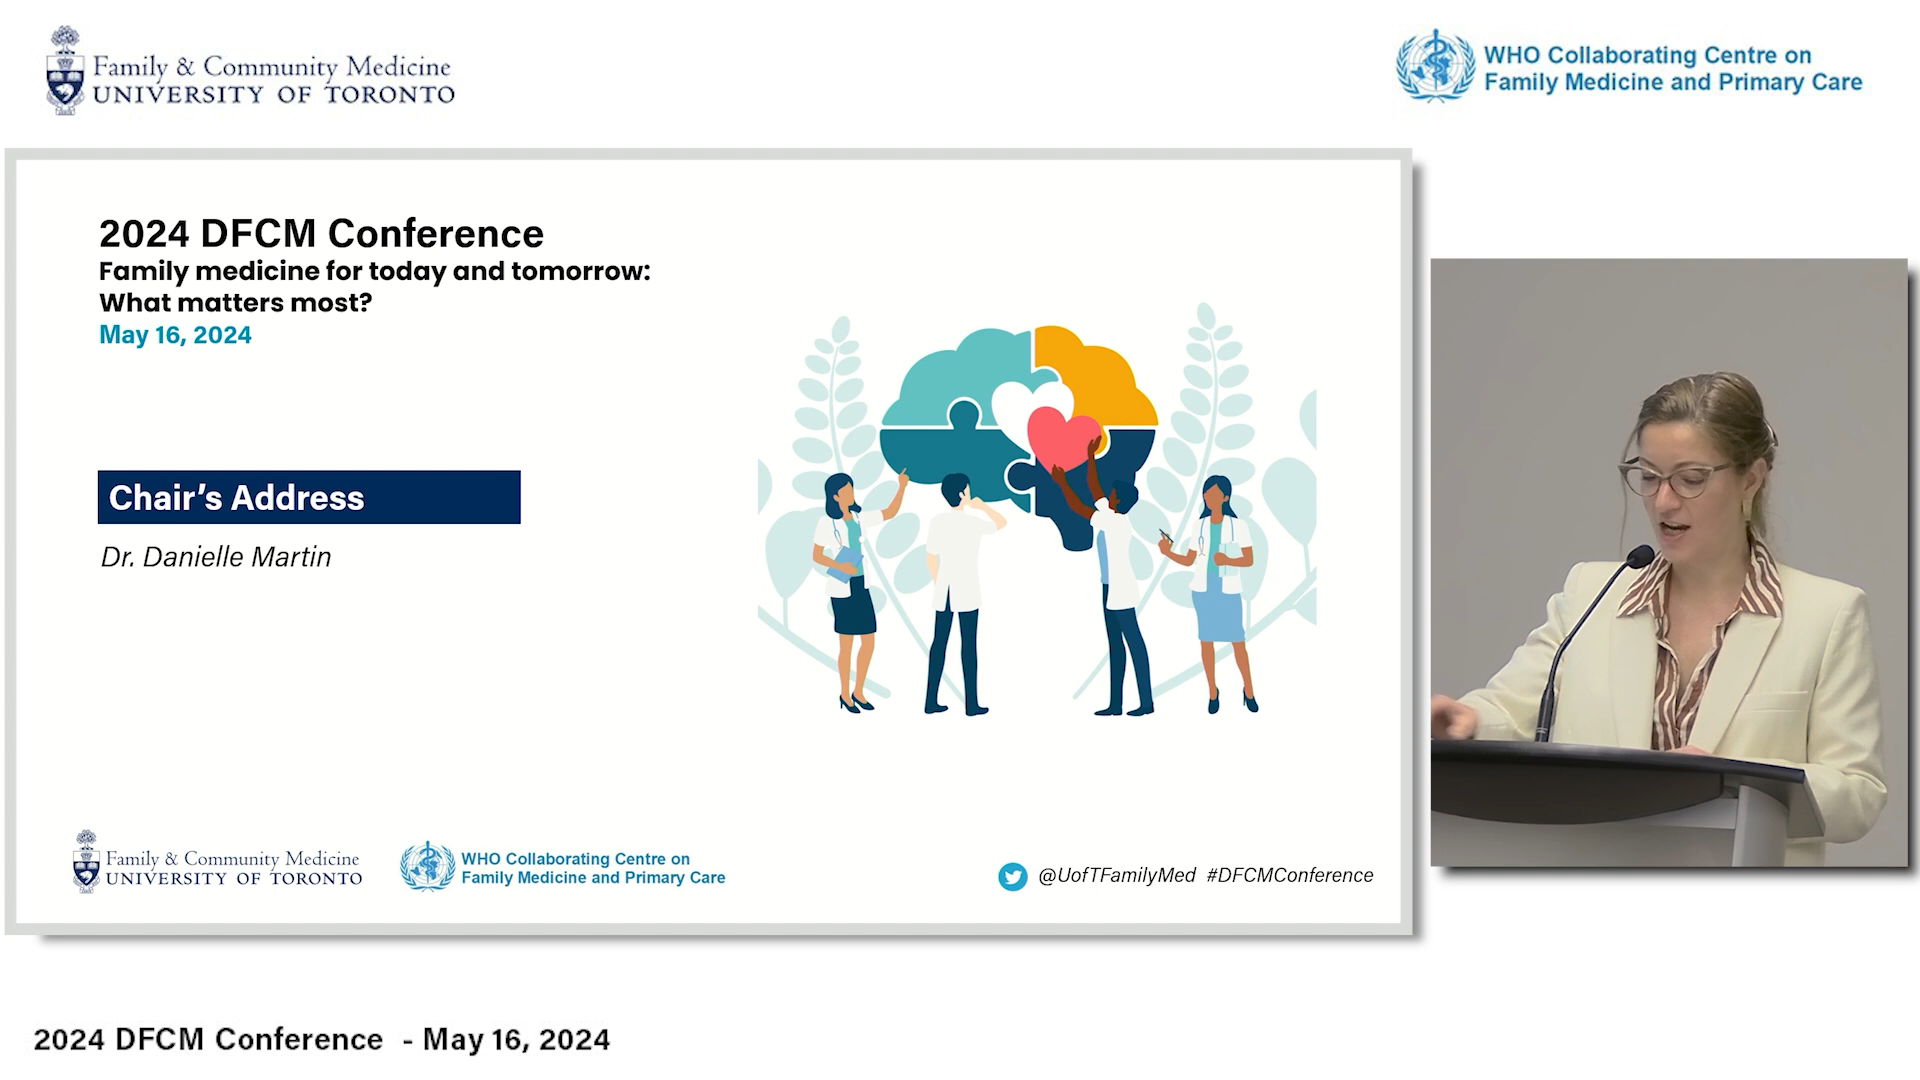 Family & Community Medicine
UNIVERSITY OF TORONTO
WHO Collaborating Centre on
Family Medicine and Primary Care
2024 DFCM Conference
Family medicine for today and tomorrow:
What matters most?
May 16, 2024
Chair's Address
Dr. Danielle Martin
Family & Community Medicine
UNIVERSITY OF TORONTO
WHO Collaborating Centre on
Family Medicine and Primary Care
@UofTFamilyMed #DFCMConference
2024 DFCM Conference - May 16, 2024